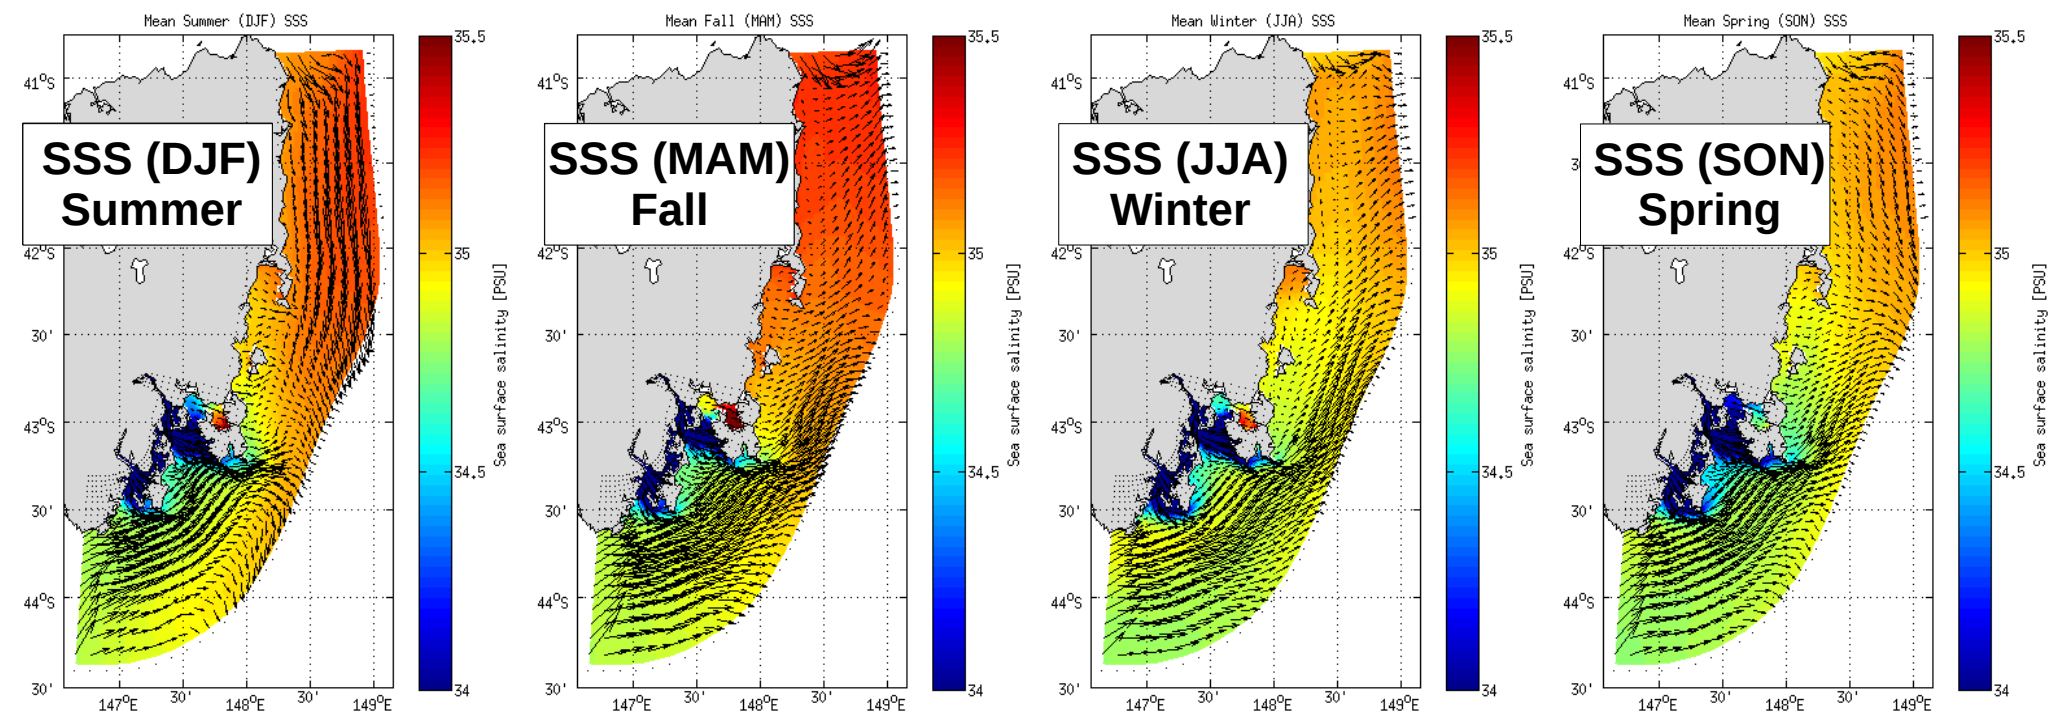 Mean Summer (DJF) SSS
41°S
42°S
30'
43°S
30'
44°S
30'
147°E
30'
148°E
30'
149°E
SSS (DJF)
Summer
35.5
35
34.5
34
Sea surface salinity [PSU]
Mean Fall (MAM) SSS
41°S
42°S
30'
43°S
30'
44°S
30'
147°E
30'
148°E
30'
149°E
SSS (MAM)
Fall
35.5
35
34.5
34
Sea surface salinity [PSU]
Mean Winter (JJA) SSS
41°S
42°S
30'
43°S
30'
44°S
30'
147°E
30'
148°E
30'
149°E
SSS (JJA)
Winter
35.5
35
34.5
34
Sea surface salinity [PSU]
Mean Spring (SON) SSS
41°S
42°S
30'
43°S
30'
44°S
30'
147°E
30'
148°E
30'
149°E
SSS (SON)
Spring
35.5
35
34.5
34
Sea surface salinity [PSU]